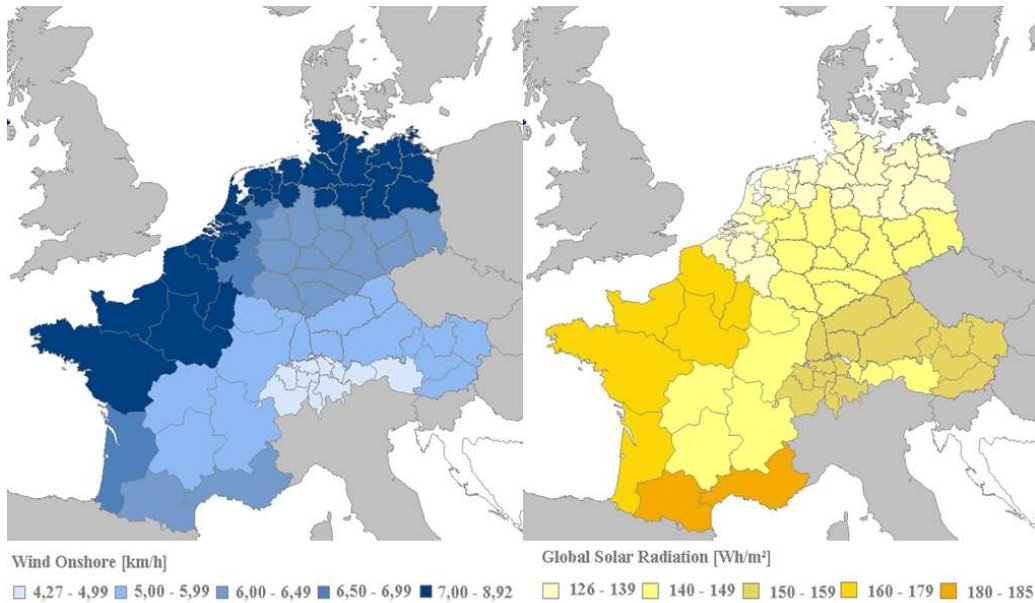 Wind Onshore [km/h]
4,27 - 4,99 5,00 - 5,99 6,00 - 6,49 6,50 - 6,99 7,00 - 8,92
Global Solar Radiation [Wh/m²]
126 - 139 140 - 149 150 - 159 160 - 179 180 - 185